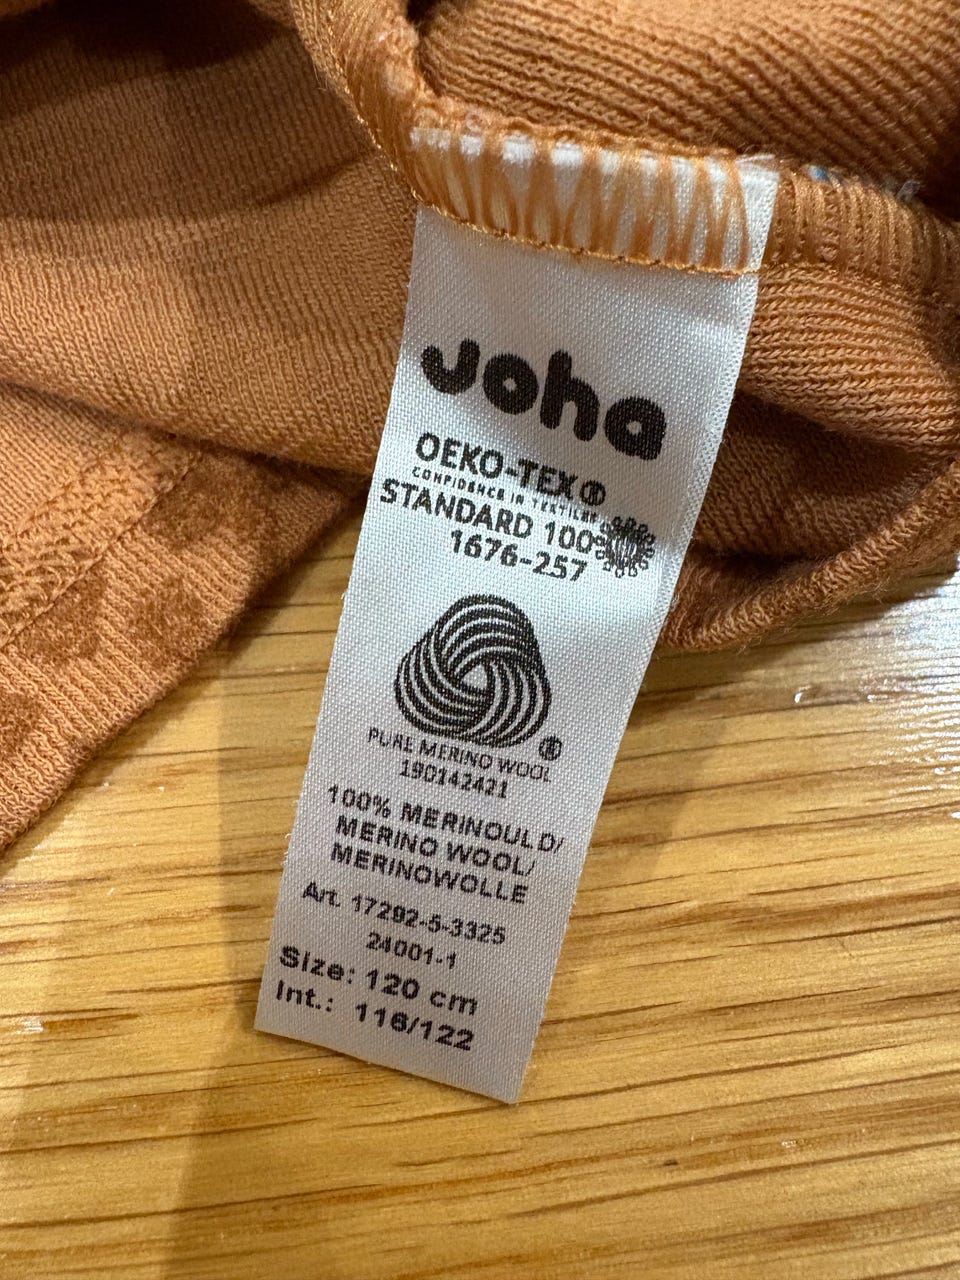 Joha
OEKO-TEX®
CONFIDENCE IN TEXTILES
STANDARD 100
1676-257
PURE MERINO WOOL
®
190142421
100% MERINOULD/
MERINO WOOL/
MERINOWOLLE
Art. 17292-5-3325
24001-1
Size: 120 cm
Int.: 116/122